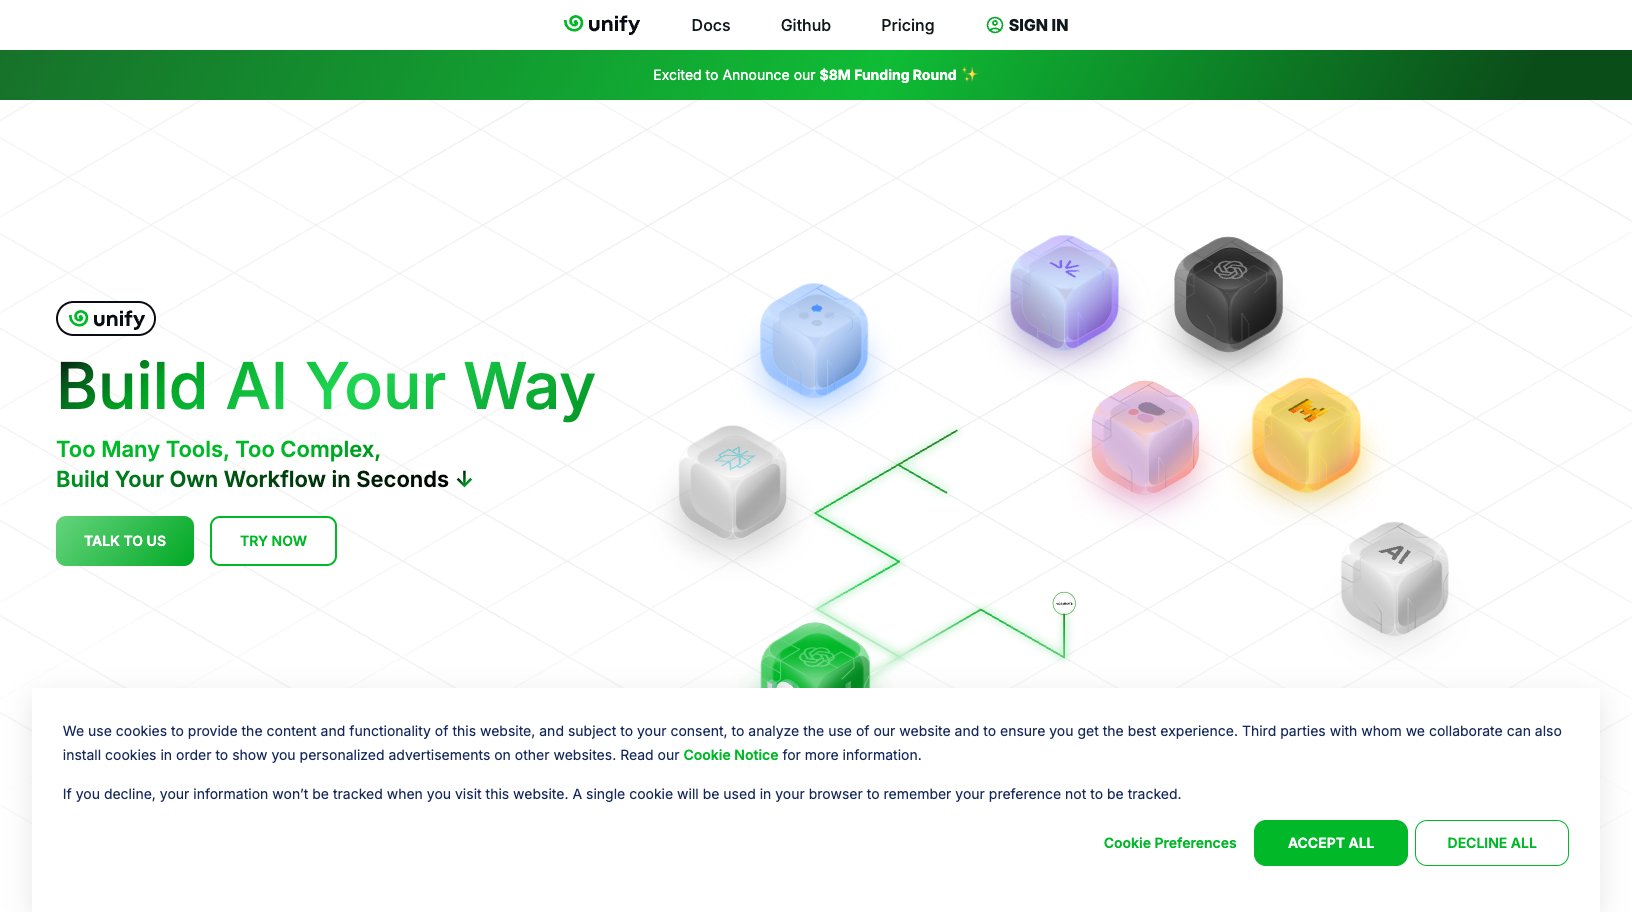 unify
Docs
Github
Pricing
SIGN IN
Excited to Announce our $8M Funding Round ✨
unify
Build AI Your Way
Too Many Tools, Too Complex,
Build Your Own Workflow in Seconds ↓
TALK TO US
TRY NOW
AI
We use cookies to provide the content and functionality of this website, and subject to your consent, to analyze the use of our website and to ensure you get the best experience. Third parties with whom we collaborate can also
install cookies in order to show you personalized advertisements on other websites. Read our Cookie Notice for more information.
If you decline, your information won’t be tracked when you visit this website. A single cookie will be used in your browser to remember your preference not to be tracked.
Cookie Preferences
ACCEPT ALL
DECLINE ALL